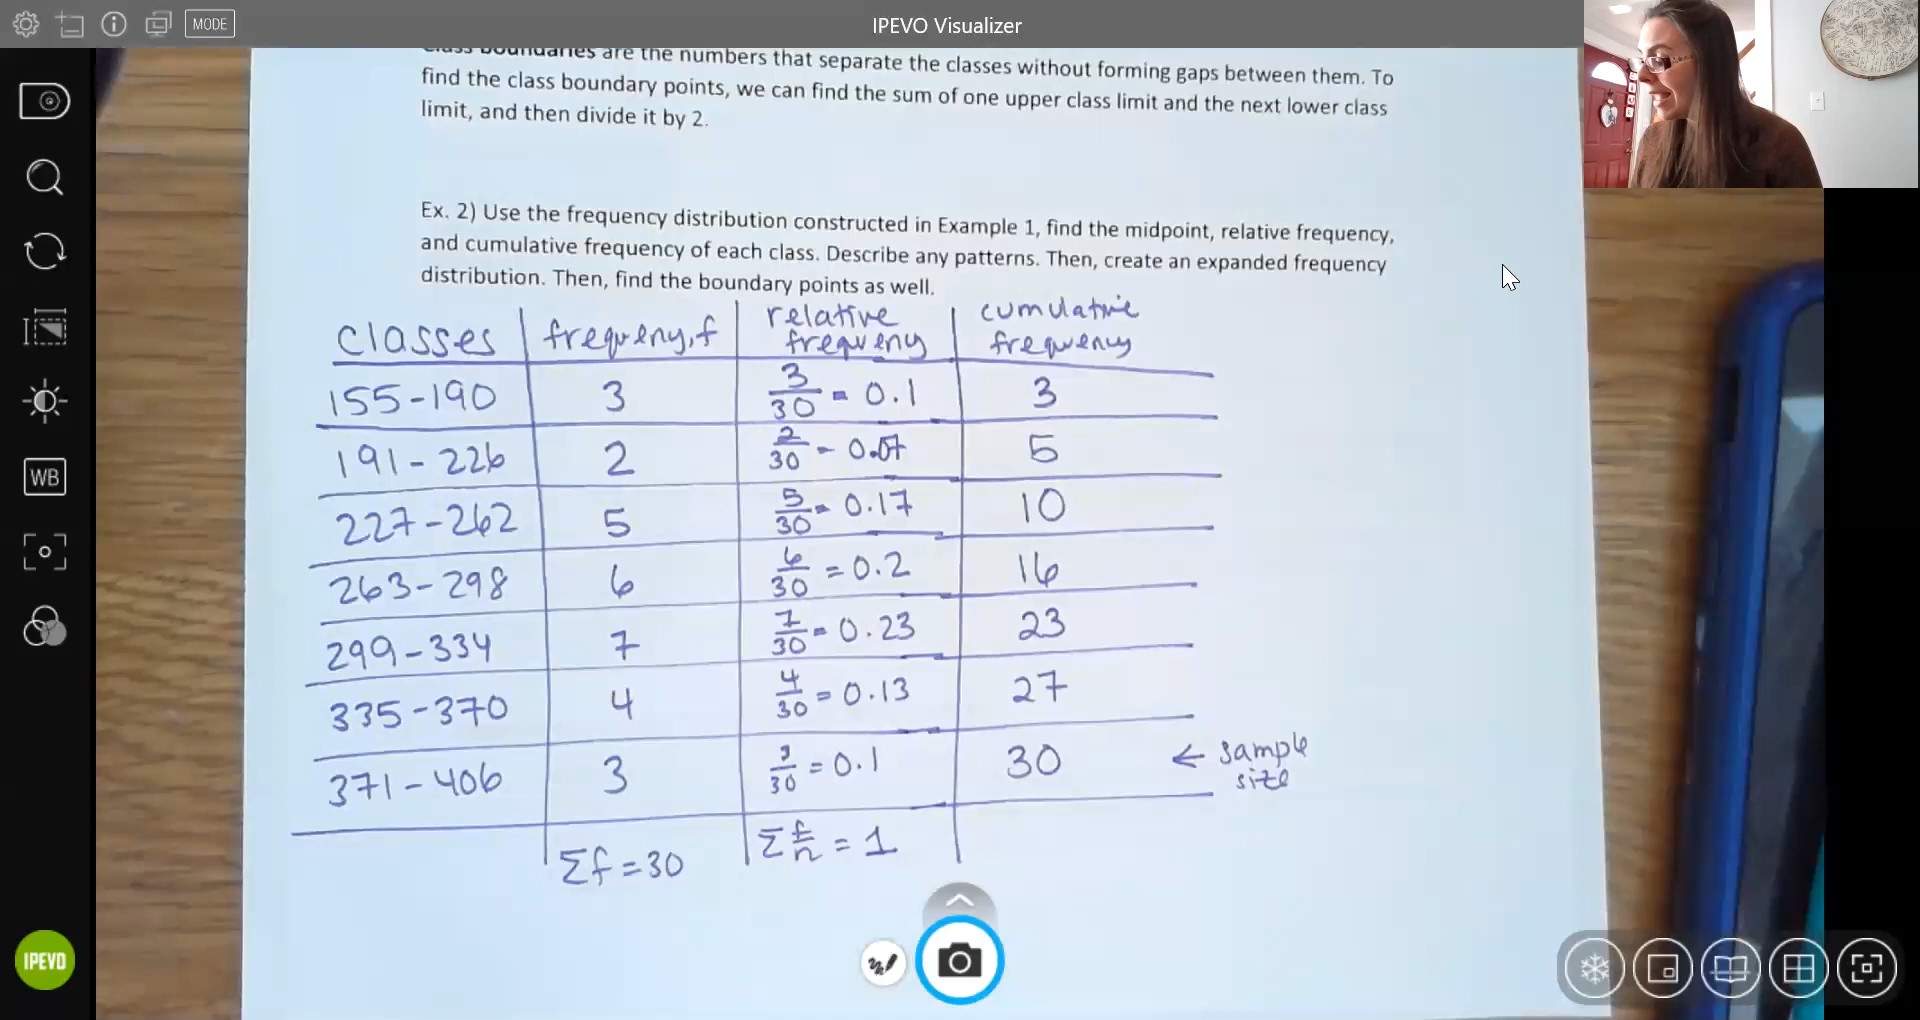 MODE
IPEVO Visualizer
Class boundaries are the numbers that separate the classes without forming gaps between them. To
find the class boundary points, we can find the sum of one upper class limit and the next lower class
limit, and then divide it by 2.
Ex. 2) Use the frequency distribution constructed in Example 1, find the midpoint, relative frequency,
and cumulative frequency of each class. Describe any patterns. Then, create an expanded frequency
distribution. Then, find the boundary points as well.
classes | frequeny, f | relative frequeny | cumulative frequency
155-190 | 3 | 3/30 = 0.1 | 3
191-226 | 2 | 2/30 = 0.07 | 5
227-262 | 5 | 5/30 = 0.17 | 10
263-298 | 6 | 6/30 = 0.2 | 16
299-334 | 7 | 7/30 = 0.23 | 23
335-370 | 4 | 4/30 = 0.13 | 27
371-406 | 3 | 3/30 = 0.1 | 30 ← sample size
Σf = 30 | Σ f/n = 1
WB
IPEVO